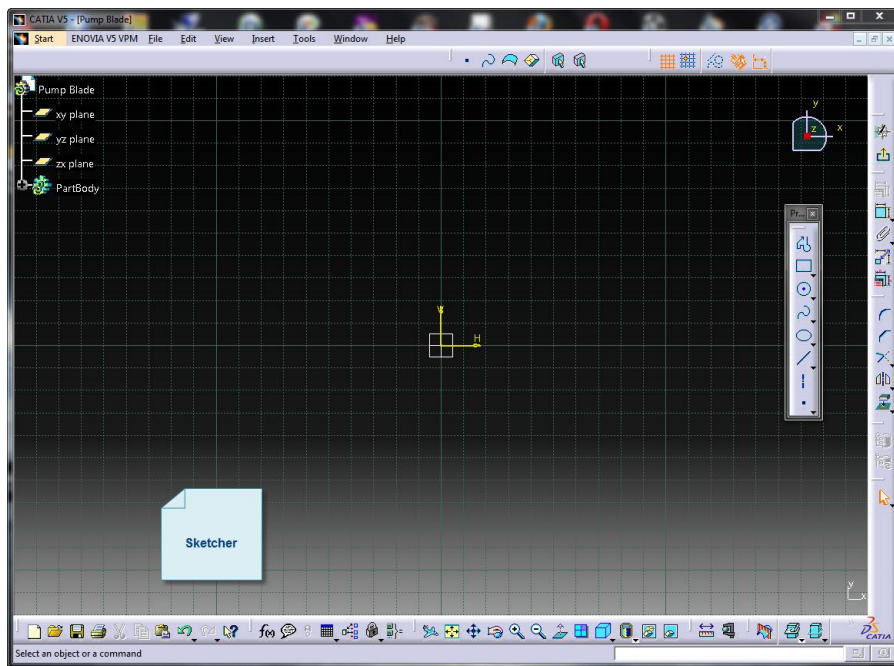 CATIA V5 - [Pump Blade]
Start ENOVIA V5 VPM File Edit View Insert Tools Window Help
Pump Blade
xy plane
yz plane
zx plane
PartBody
y
z x
Pr...
V
H
Sketcher
y
x
f(x)
Select an object or a command
CATIA